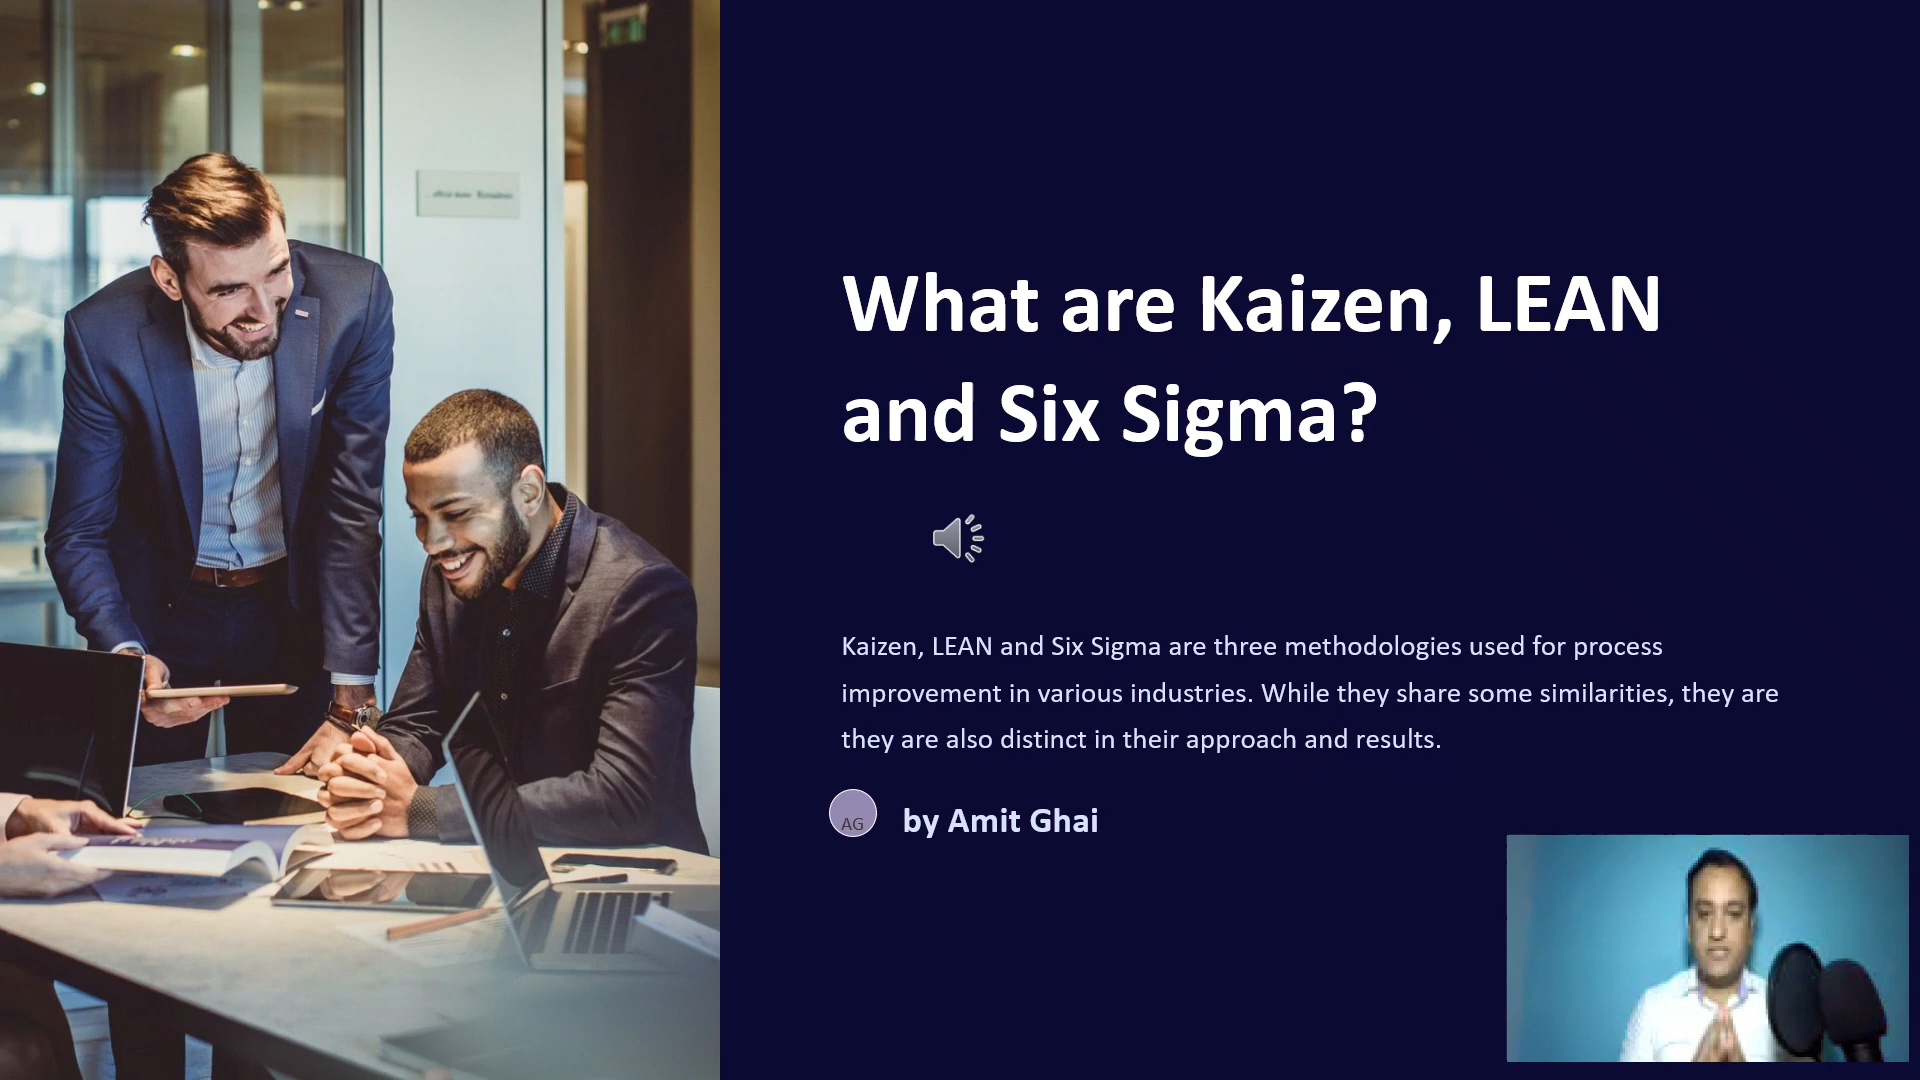 What are Kaizen, LEAN
and Six Sigma?
Kaizen, LEAN and Six Sigma are three methodologies used for process
improvement in various industries. While they share some similarities, they are
they are also distinct in their approach and results.
AG
by Amit Ghai